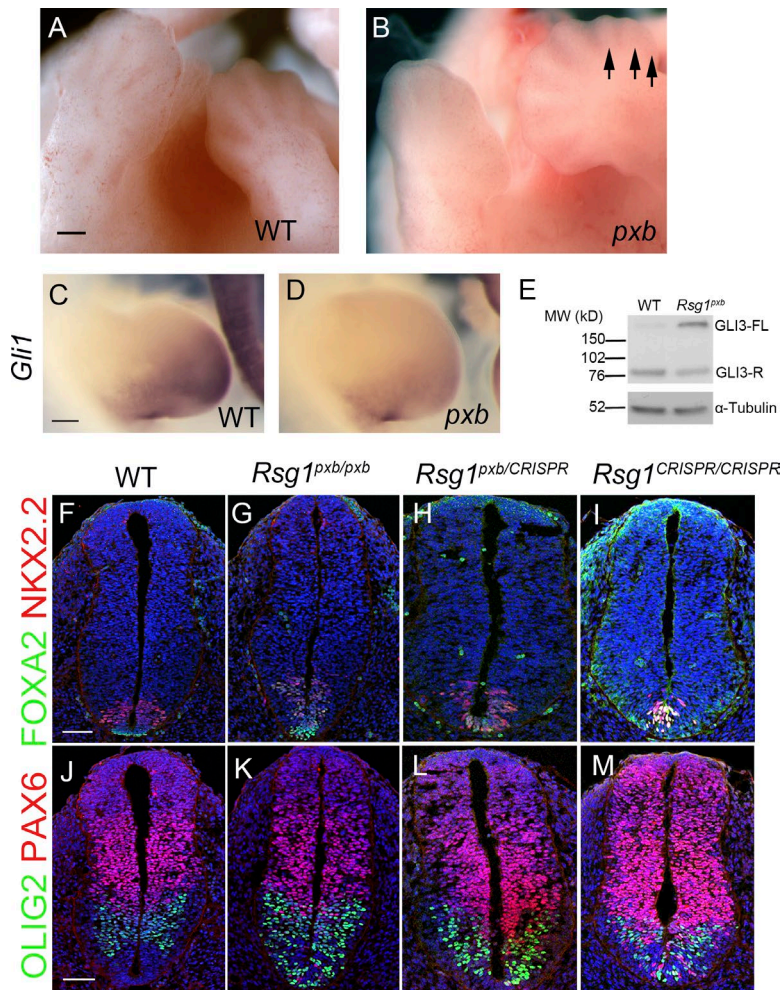 A
WT
B
pxb
Gli1
C
WT
D
pxb
E
MW (kD)
WT
Rsg1pxb
150
102
76
52
GLI3-FL
GLI3-R
α-Tubulin
WT
Rsg1pxb/pxb
Rsg1pxb/CRISPR
Rsg1CRISPR/CRISPR
FOXA2 NKX2.2
F
G
H
I
OLIG2 PAX6
J
K
L
M